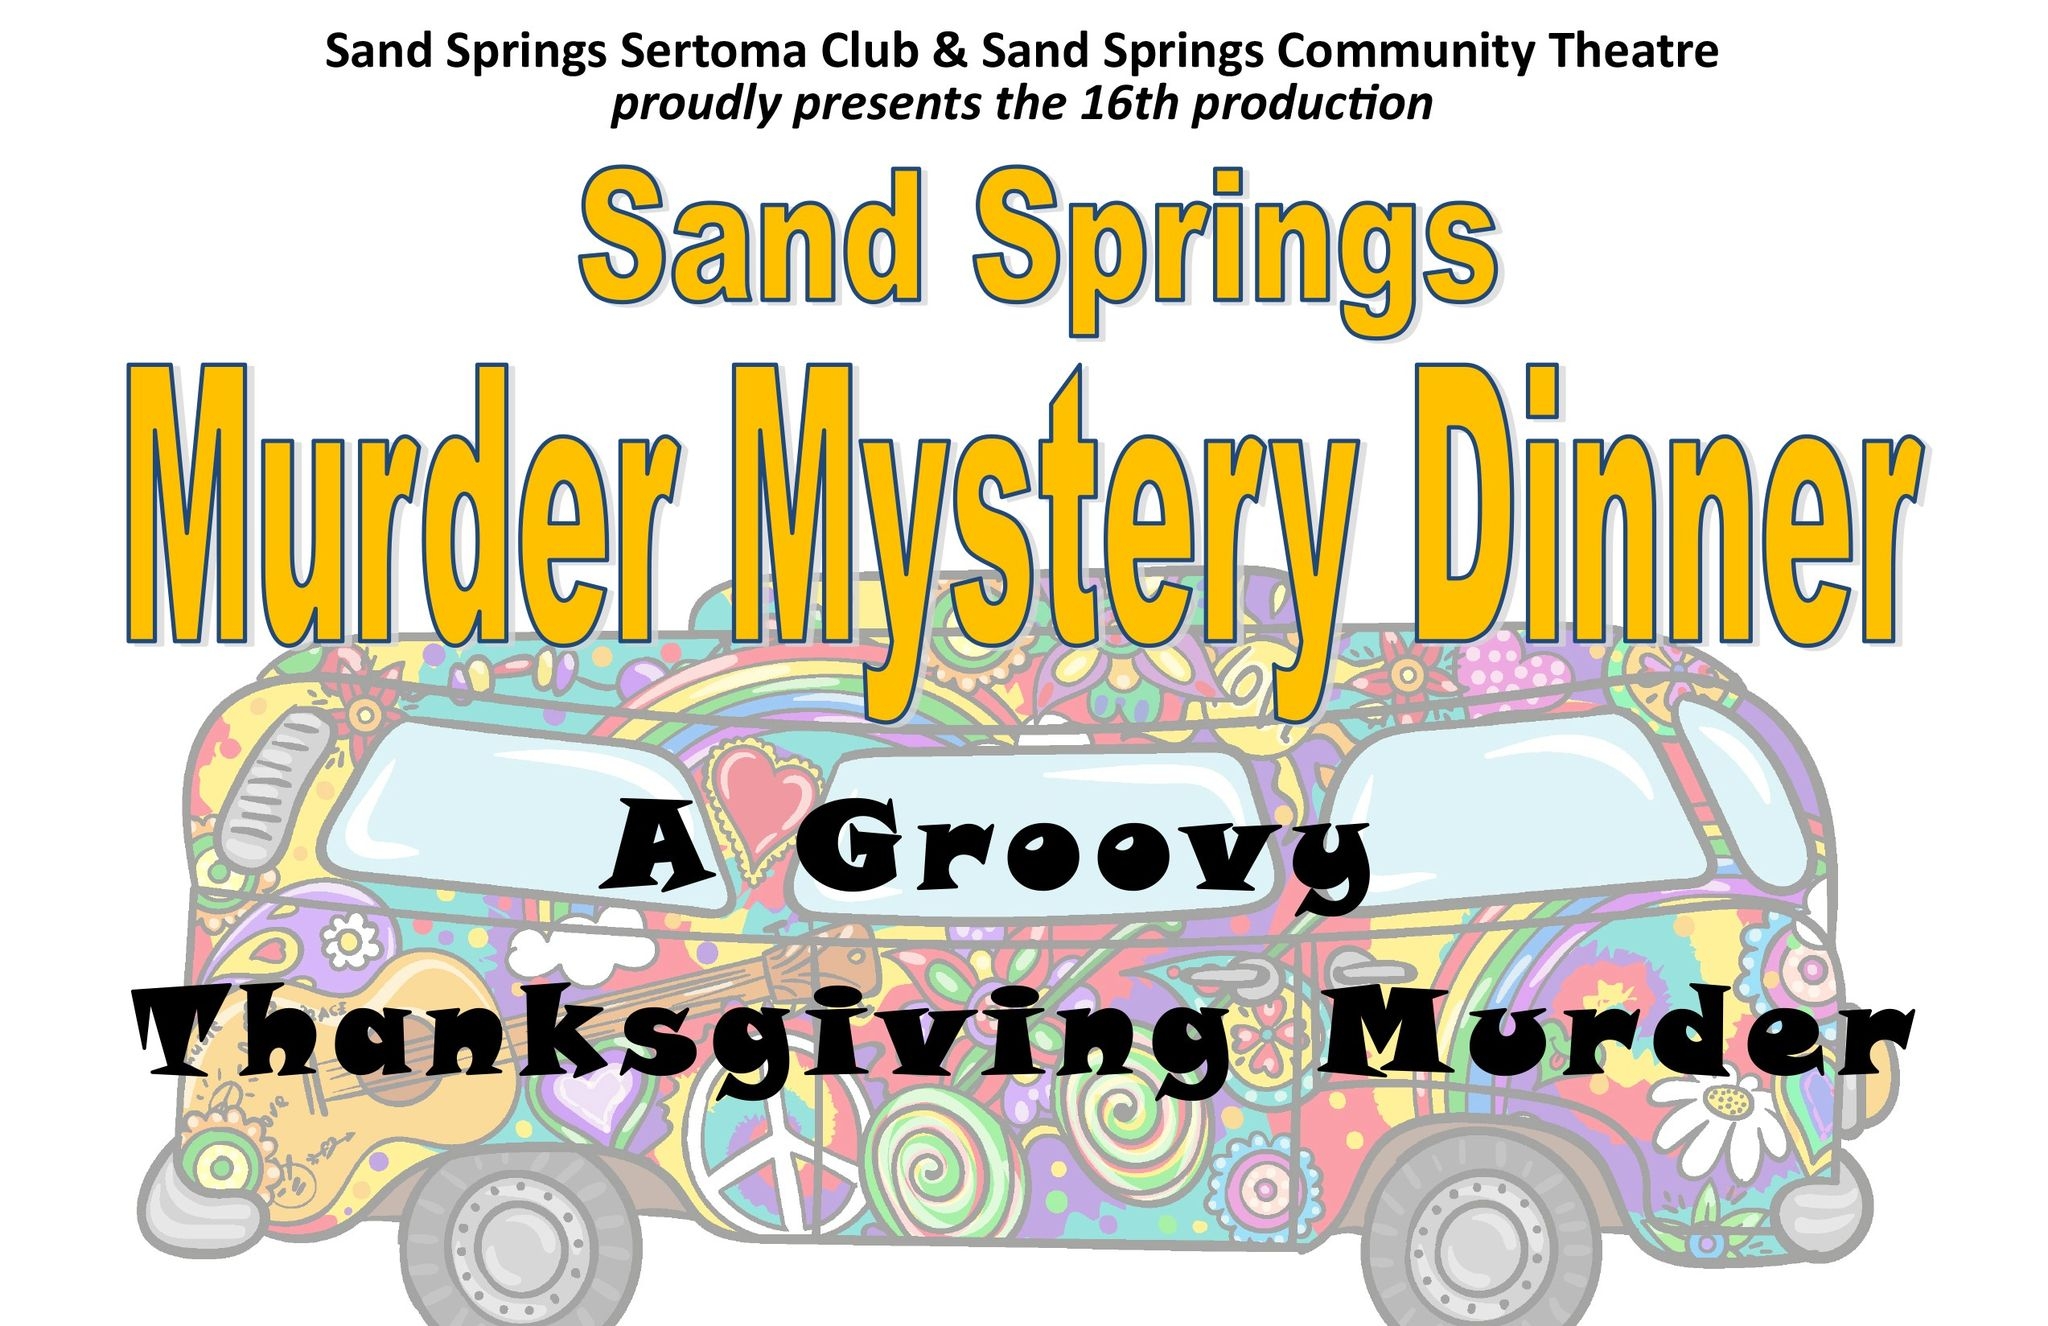 Sand Springs Sertoma Club & Sand Springs Community Theatre
proudly presents the 16th production
Sand Springs
Murder Mystery Dinner
A Groovy
Thanksgiving Murder